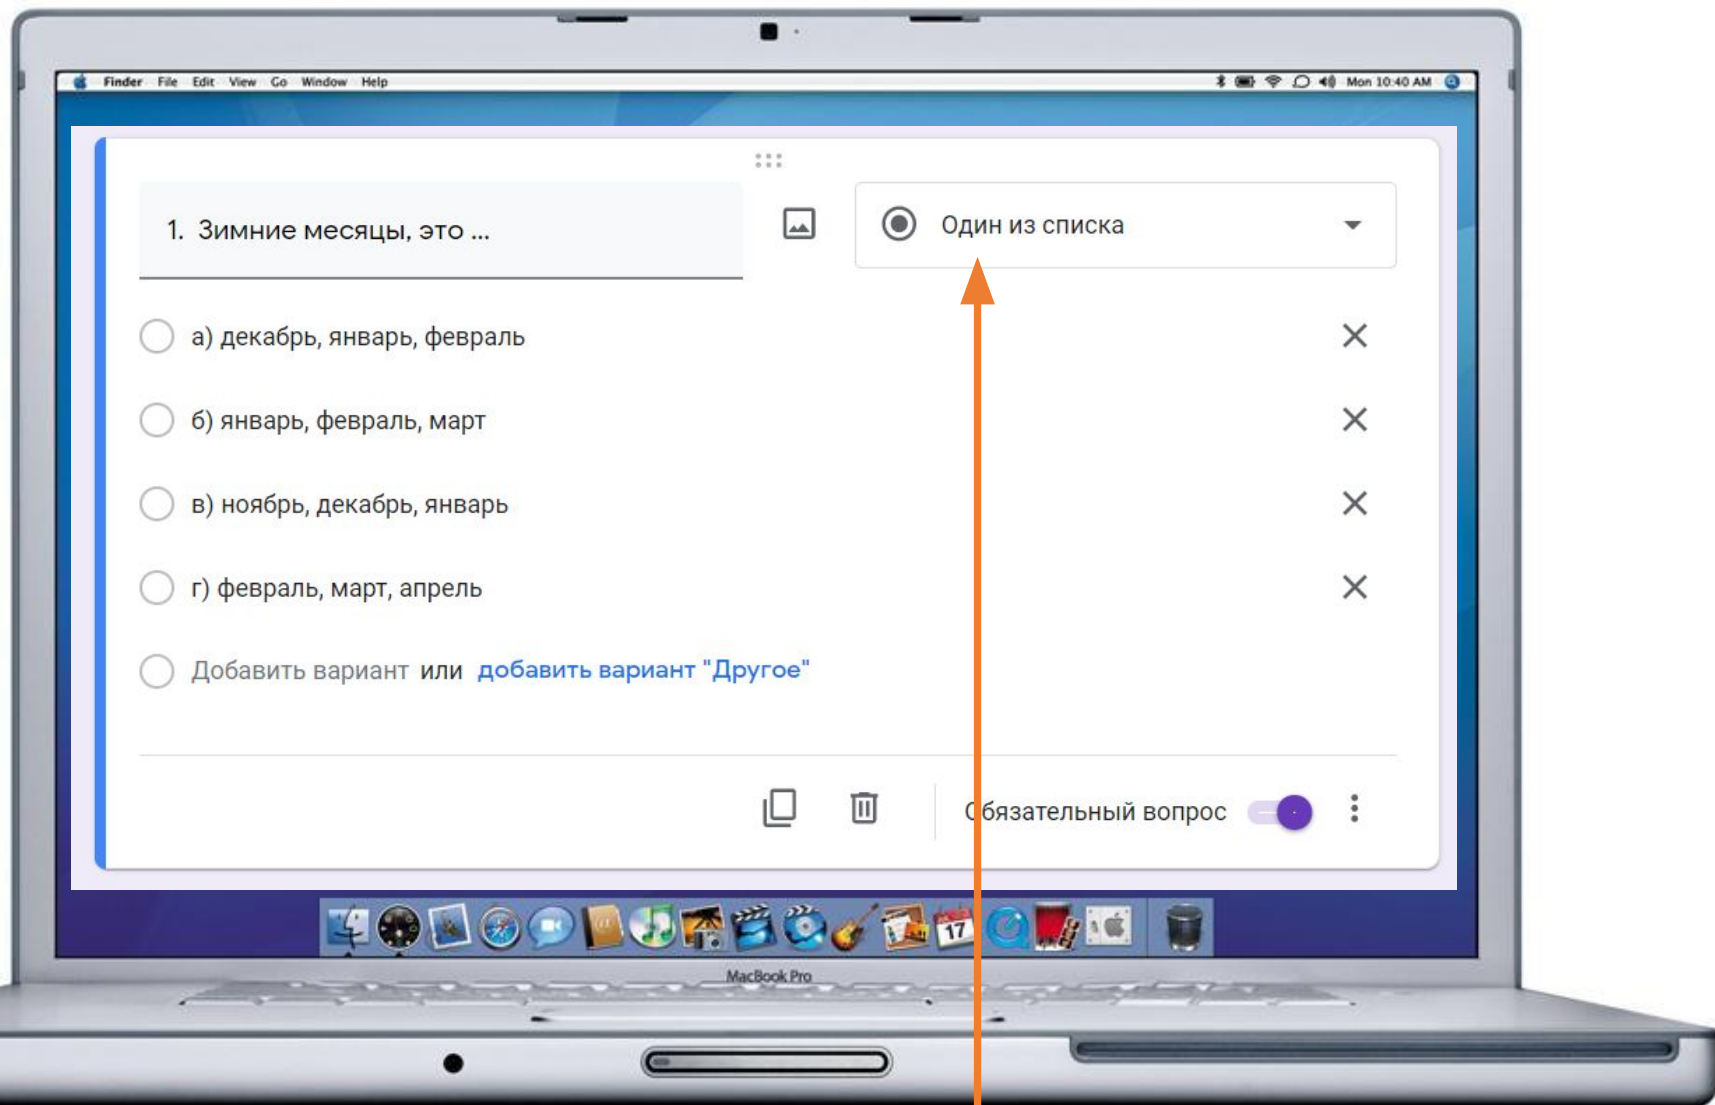 Finder File Edit View Go Window Help Mon 10:40 AM
1. Зимние месяцы, это ...
Один из списка
а) декабрь, январь, февраль
б) январь, февраль, март
в) ноябрь, декабрь, январь
г) февраль, март, апрель
Добавить вариант или добавить вариант "Другое"
Обязательный вопрос
17
MacBook Pro